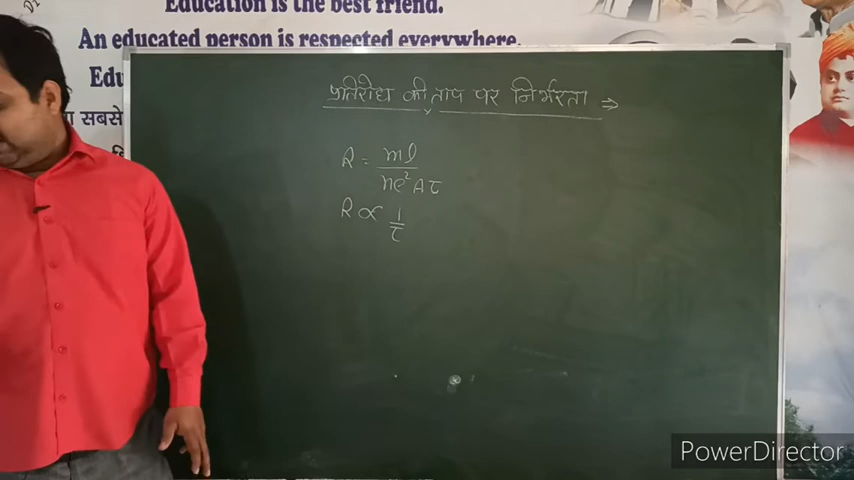 Education is the best friend.
An educated person is respected everywhere.
Edu
सबसे
प्रतिरोध की ताप पर निर्भरता ⇒
R = ml / ne²Aτ
R ∝ 1/τ
PowerDirector